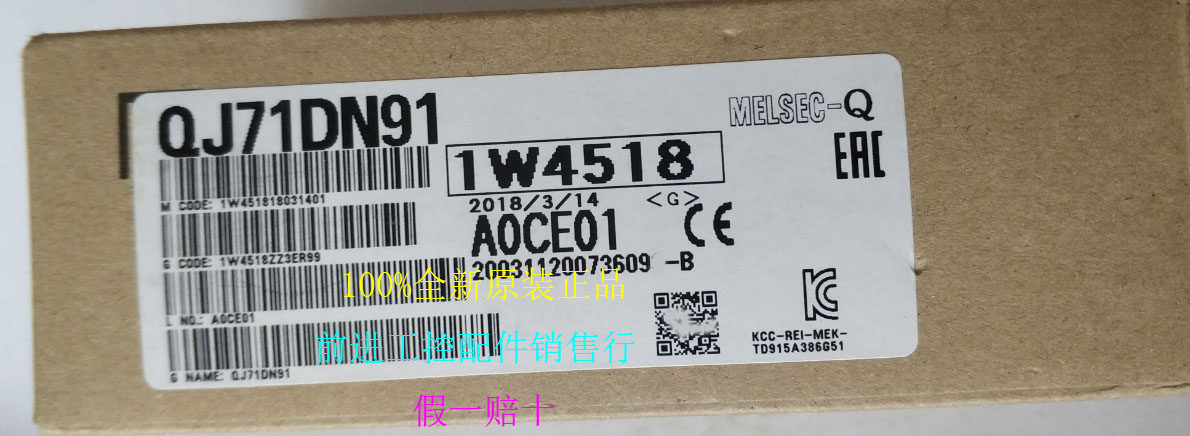 QJ71DN91
MELSEC-Q
EAC
1W4518
M CODE: 1W451818031401
2018/3/14 <G>
A0CE01 CE
G CODE: 1W4518ZZ3ER99
20031120073609 -B
100%全新原装正品
L NO.: A0CE01
KCC-REI-MEK-
TD915A386G51
前进工控配件销售行
G NAME: QJ71DN91
假一赔十